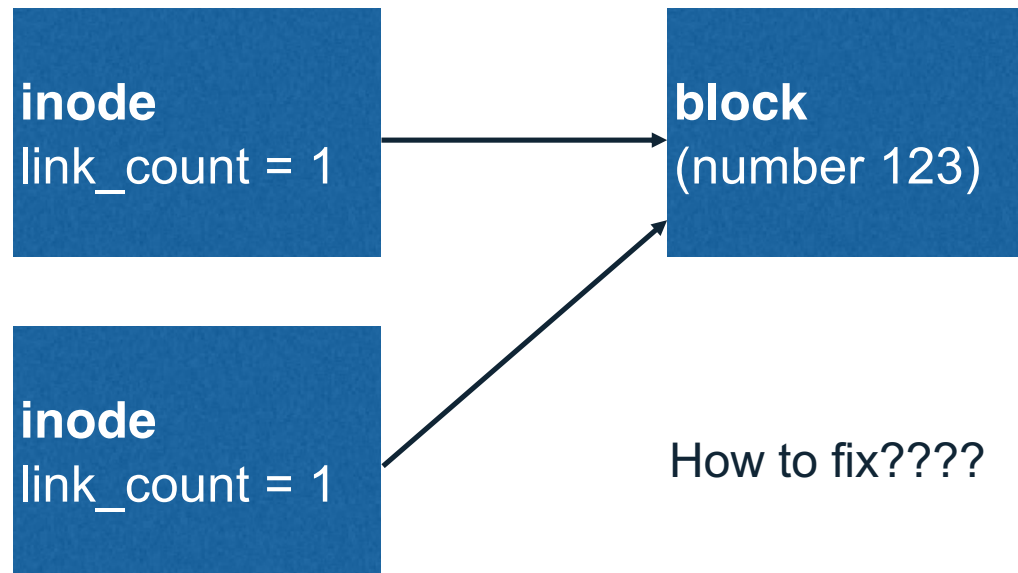 inode
link_count = 1
block
(number 123)
inode
link_count = 1
How to fix????